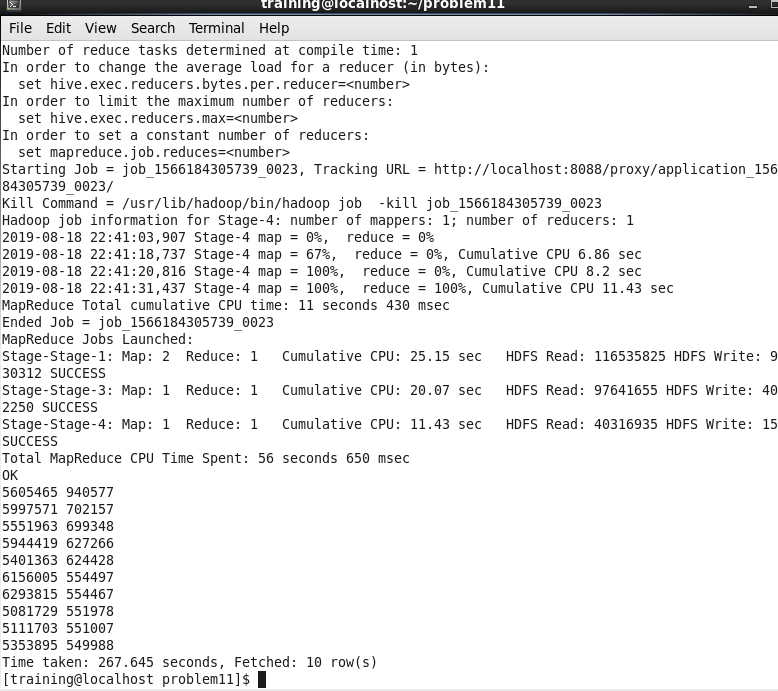 training@localhost:~/problem11
File Edit View Search Terminal Help
Number of reduce tasks determined at compile time: 1
In order to change the average load for a reducer (in bytes):
  set hive.exec.reducers.bytes.per.reducer=<number>
In order to limit the maximum number of reducers:
  set hive.exec.reducers.max=<number>
In order to set a constant number of reducers:
  set mapreduce.job.reduces=<number>
Starting Job = job_1566184305739_0023, Tracking URL = http://localhost:8088/proxy/application_156
84305739_0023/
Kill Command = /usr/lib/hadoop/bin/hadoop job  -kill job_1566184305739_0023
Hadoop job information for Stage-4: number of mappers: 1; number of reducers: 1
2019-08-18 22:41:03,907 Stage-4 map = 0%,  reduce = 0%
2019-08-18 22:41:18,737 Stage-4 map = 67%,  reduce = 0%, Cumulative CPU 6.86 sec
2019-08-18 22:41:20,816 Stage-4 map = 100%,  reduce = 0%, Cumulative CPU 8.2 sec
2019-08-18 22:41:31,437 Stage-4 map = 100%,  reduce = 100%, Cumulative CPU 11.43 sec
MapReduce Total cumulative CPU time: 11 seconds 430 msec
Ended Job = job_1566184305739_0023
MapReduce Jobs Launched:
Stage-Stage-1: Map: 2  Reduce: 1   Cumulative CPU: 25.15 sec   HDFS Read: 116535825 HDFS Write: 9
30312 SUCCESS
Stage-Stage-3: Map: 1  Reduce: 1   Cumulative CPU: 20.07 sec   HDFS Read: 97641655 HDFS Write: 40
2250 SUCCESS
Stage-Stage-4: Map: 1  Reduce: 1   Cumulative CPU: 11.43 sec   HDFS Read: 40316935 HDFS Write: 15
SUCCESS
Total MapReduce CPU Time Spent: 56 seconds 650 msec
OK
5605465 940577
5997571 702157
5551963 699348
5944419 627266
5401363 624428
6156005 554497
6293815 554467
5081729 551978
5111703 551007
5353895 549988
Time taken: 267.645 seconds, Fetched: 10 row(s)
[training@localhost problem11]$